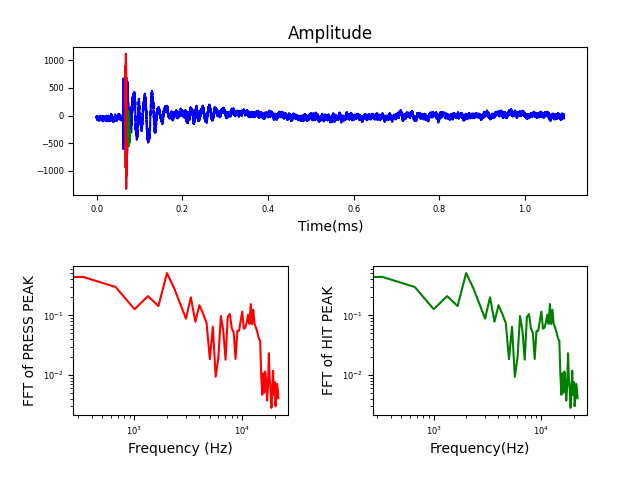 Amplitude
1000
500
0
−500
−1000
0.0 0.2 0.4 0.6 0.8 1.0
Time(ms)
FFT of PRESS PEAK
10⁻¹
10⁻²
10³ 10⁴
Frequency (Hz)
FFT of HIT PEAK
10⁻¹
10⁻²
10³ 10⁴
Frequency(Hz)